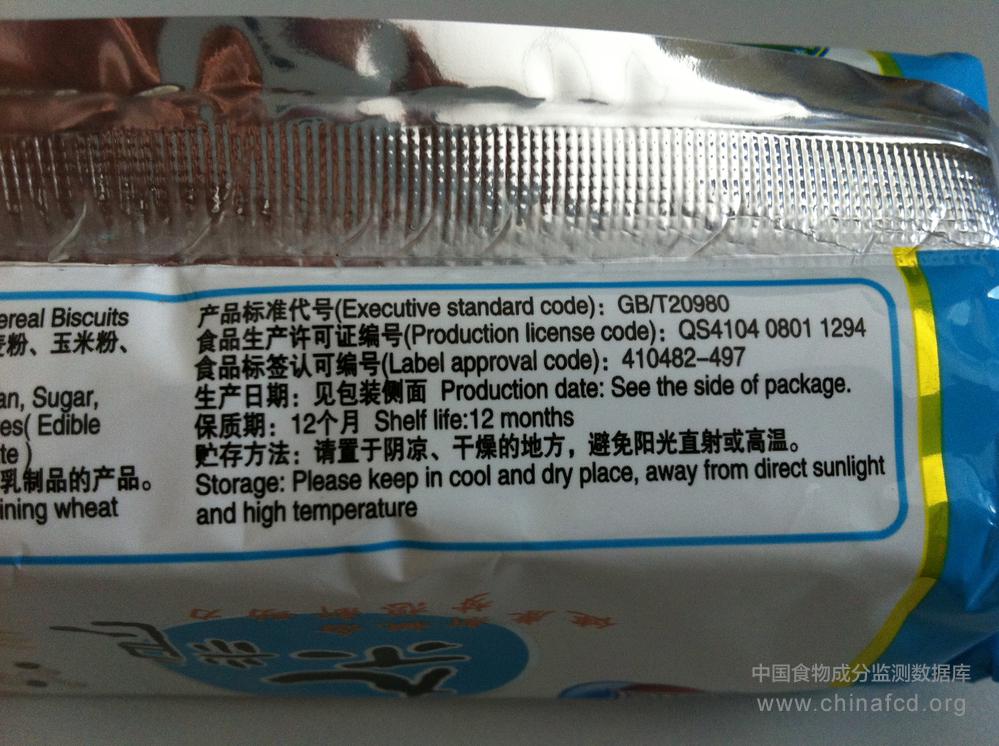 ereal Biscuits
麦粉、玉米粉、
an, Sugar,
es( Edible
te )
乳制品的产品。
ining wheat
产品标准代号(Executive standard code)：GB/T20980
食品生产许可证编号(Production license code)：QS4104 0801 1294
食品标签认可编号(Label approval code)：410482-497
生产日期：见包装侧面 Production date: See the side of package.
保质期：12个月 Shelf life:12 months
贮存方法：请置于阴凉、干燥的地方，避免阳光直射或高温。
Storage: Please keep in cool and dry place, away from direct sunlight
and high temperature
中国食物成分监测数据库
www.chinafcd.org